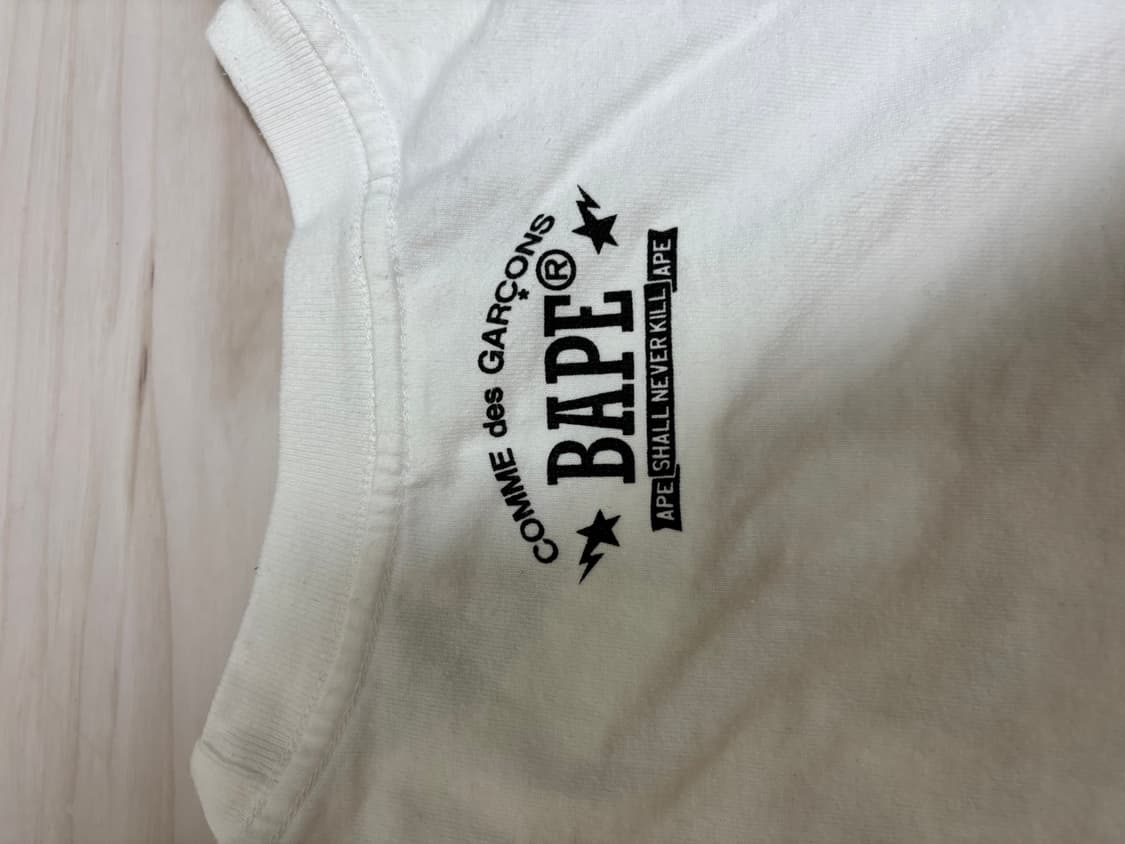 COMME des GARÇONS
BAPE®
APE SHALL NEVER KILL APE